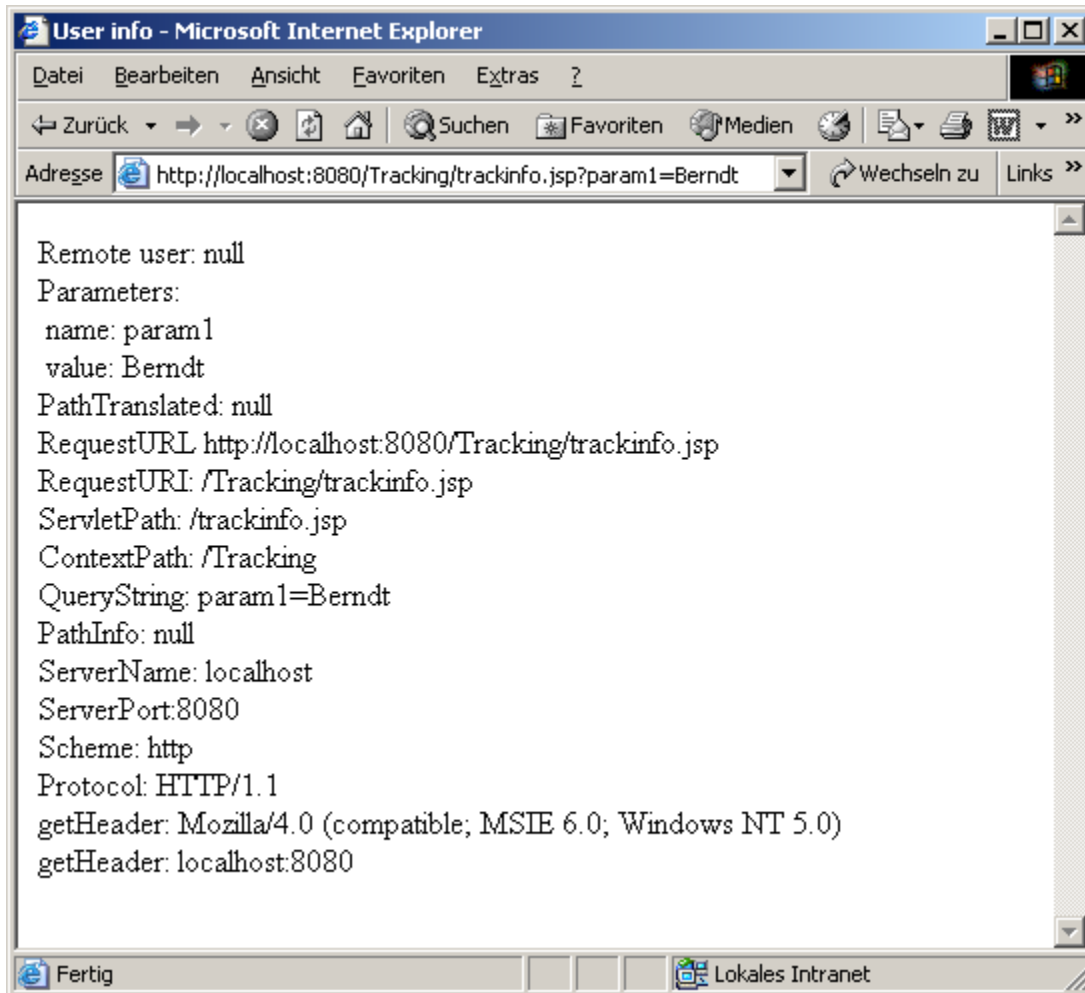 User info - Microsoft Internet Explorer
Datei Bearbeiten Ansicht Favoriten Extras ?
Zurück Suchen Favoriten Medien »
Adresse http://localhost:8080/Tracking/trackinfo.jsp?param1=Berndt Wechseln zu Links »
Remote user: null
Parameters:
name: param1
value: Berndt
PathTranslated: null
RequestURL http://localhost:8080/Tracking/trackinfo.jsp
RequestURI: /Tracking/trackinfo.jsp
ServletPath: /trackinfo.jsp
ContextPath: /Tracking
QueryString: param1=Berndt
PathInfo: null
ServerName: localhost
ServerPort:8080
Scheme: http
Protocol: HTTP/1.1
getHeader: Mozilla/4.0 (compatible; MSIE 6.0; Windows NT 5.0)
getHeader: localhost:8080
Fertig Lokales Intranet